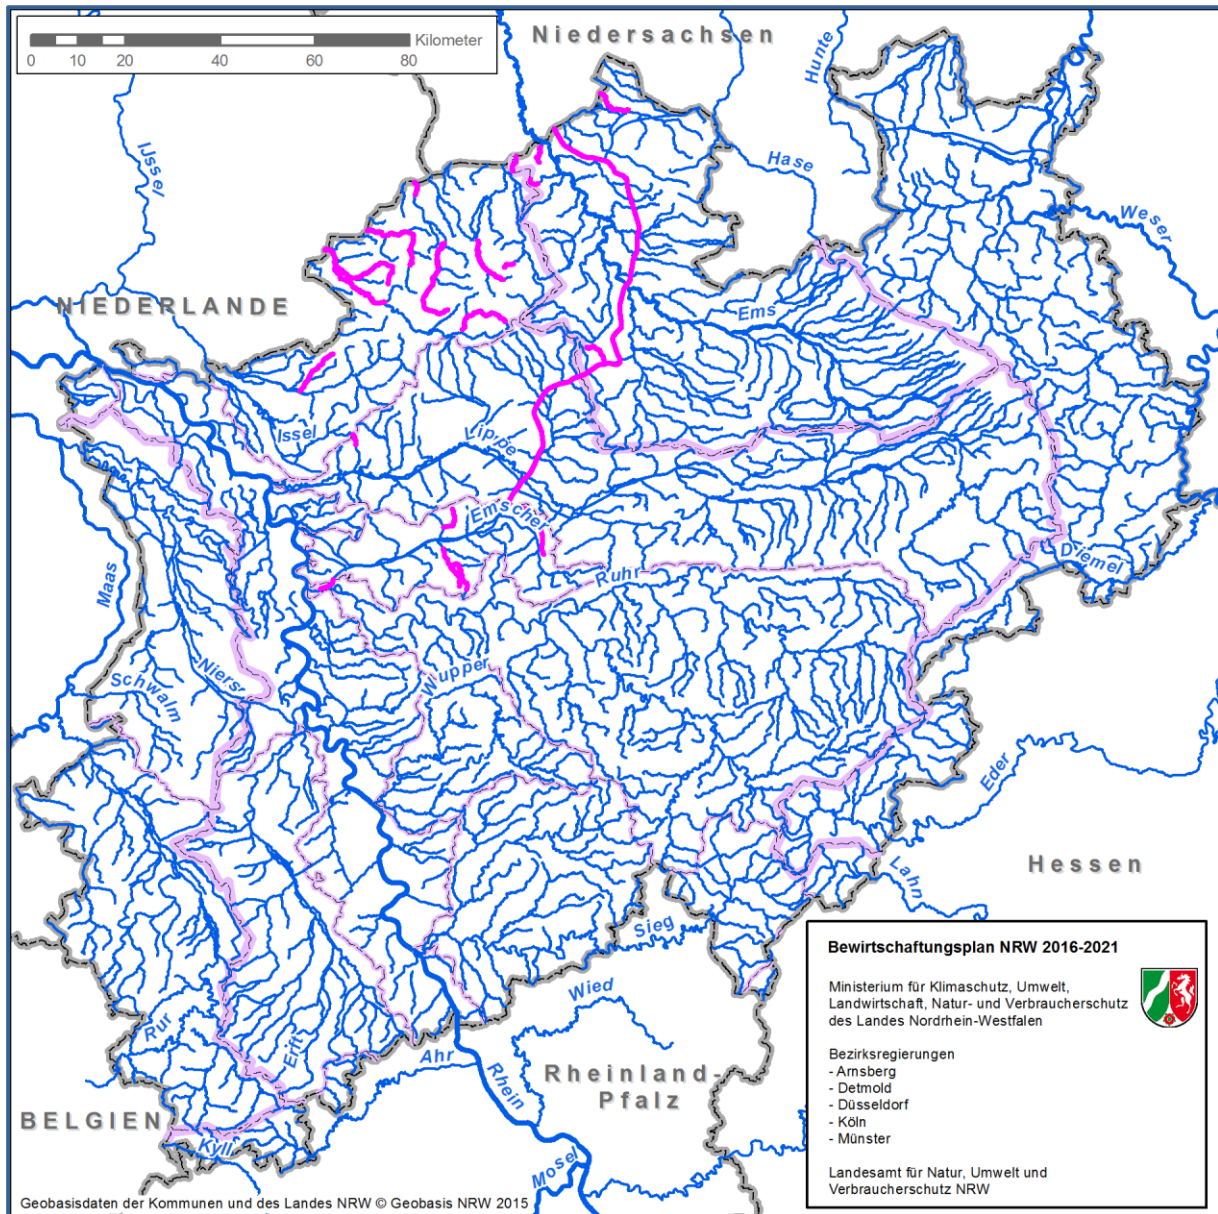 Niedersachsen
Kilometer
0 10 20 40 60 80
Hunte
IJssel
Hase
Weser
NIEDERLANDE
Ems
Issel
Lippe
Emscher
Maas
Diemel
Ruhr
Niers
Wupper
Schwalm
Eder
Hessen
Lahn
Sieg
Wied
Rur
Erft
Ahr
Rhein
Rheinland-
Pfalz
BELGIEN
Kyll
Mosel
Bewirtschaftungsplan NRW 2016-2021
Ministerium für Klimaschutz, Umwelt,
Landwirtschaft, Natur- und Verbraucherschutz
des Landes Nordrhein-Westfalen
Bezirksregierungen
- Arnsberg
- Detmold
- Düsseldorf
- Köln
- Münster
Landesamt für Natur, Umwelt und
Verbraucherschutz NRW
Geobasisdaten der Kommunen und des Landes NRW © Geobasis NRW 2015